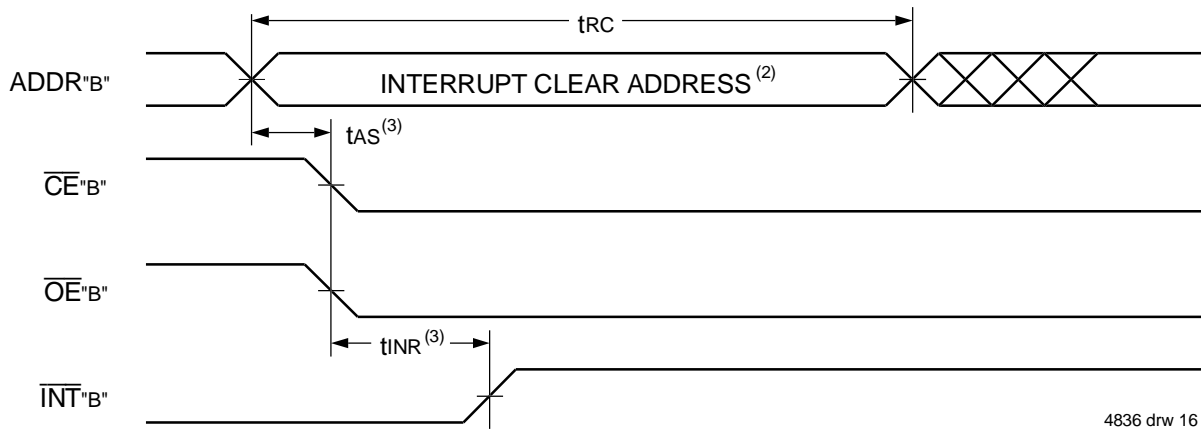 tRC
ADDR"B"
INTERRUPT CLEAR ADDRESS(2)
tAS(3)
CE"B"
OE"B"
tINR(3)
INT"B"
4836 drw 16